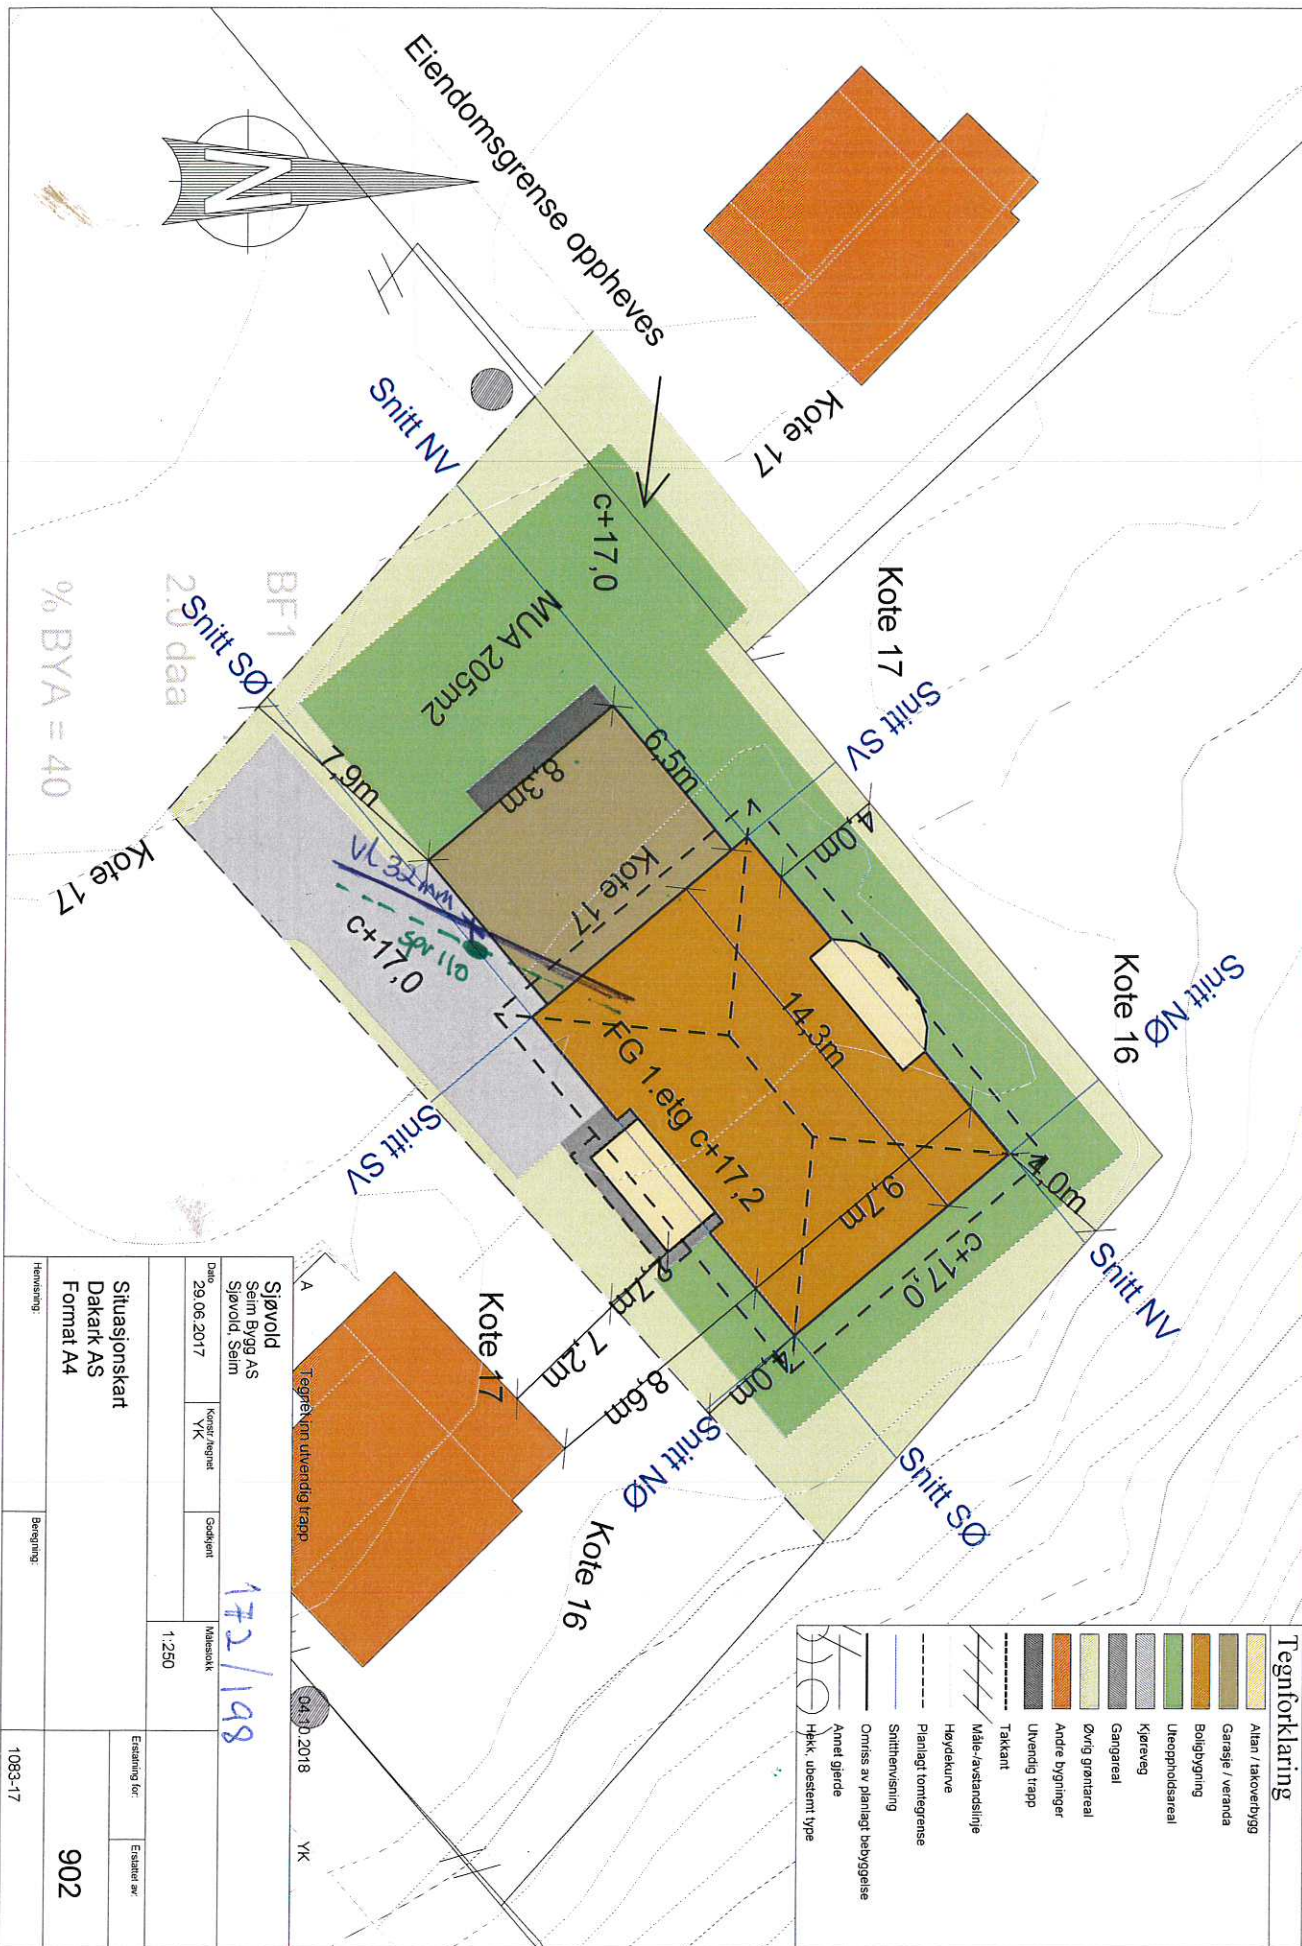 Tegnforklaring
Altan / takoverbygg
Garasje / veranda
Boligbygning
Uteoppholdsareal
Kjøreveg
Gangareal
Øvrig grøntareal
Andre bygninger
Utvendig trapp
Takkant
Måle-/avstandslinje
Høydekurve
Planlagt tomtegrense
Snitthenvisning
Omriss av planlagt bebyggelse
Annet gjerde
Hekk, ubestemt type
Eiendomsgrense oppheves
N
Kote 17
Kote 17
Kote 16
Snitt NV
Snitt SV
Snitt NØ
c+17,0
MUA 205m2
6,5m
8,3m
4,0m
Kote 17
14,3m
9,7m
4,0m
c+17,0
Snitt NV
FG 1.etg c+17,2
BF1
2.0 daa
% BYA = 40
Snitt SØ
7,9m
Kote 17
VL 32mm
spv 110
c+17,0
Snitt SV
Kote 17
7,2m
8,6m
4,0m
Snitt NØ
Snitt SØ
Kote 16
A
Tegnet inn utvendig trapp
04.10.2018
YK
Sjøvold
Seim Bygg AS
Sjøvold, Seim
172/198
Dato
29.06.2017
Konstr./tegnet
YK
Godkjent
Målestokk
1:250
Situasjonskart
Dakark AS
Format A4
Erstatning for:
Erstattet av:
902
Henvisning:
Beregning:
1083-17